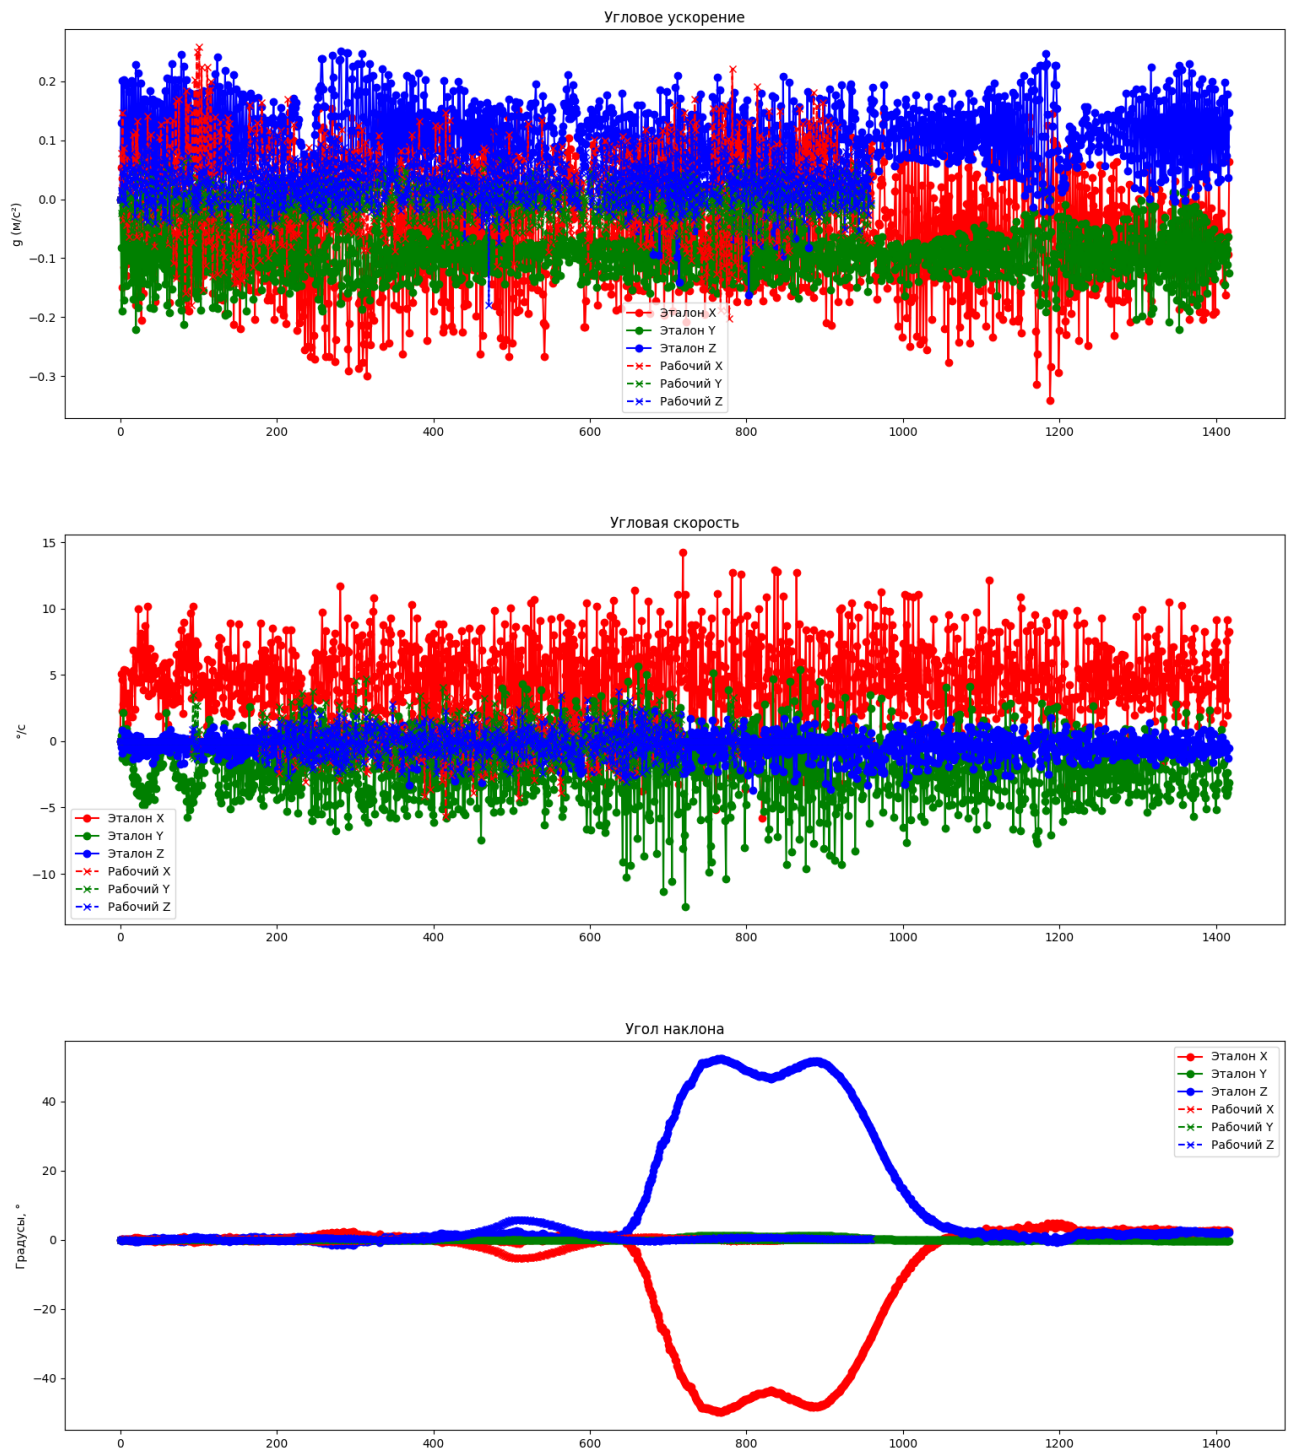 Угловое ускорение
g (м/с²)
0.2
0.1
0.0
−0.1
−0.2
−0.3
Эталон X
Эталон Y
Эталон Z
Рабочий X
Рабочий Y
Рабочий Z
0 200 400 600 800 1000 1200 1400
Угловая скорость
°/с
15
10
5
0
−5
−10
Эталон X
Эталон Y
Эталон Z
Рабочий X
Рабочий Y
Рабочий Z
0 200 400 600 800 1000 1200 1400
Угол наклона
Градусы, °
40
20
0
−20
−40
Эталон X
Эталон Y
Эталон Z
Рабочий X
Рабочий Y
Рабочий Z
0 200 400 600 800 1000 1200 1400